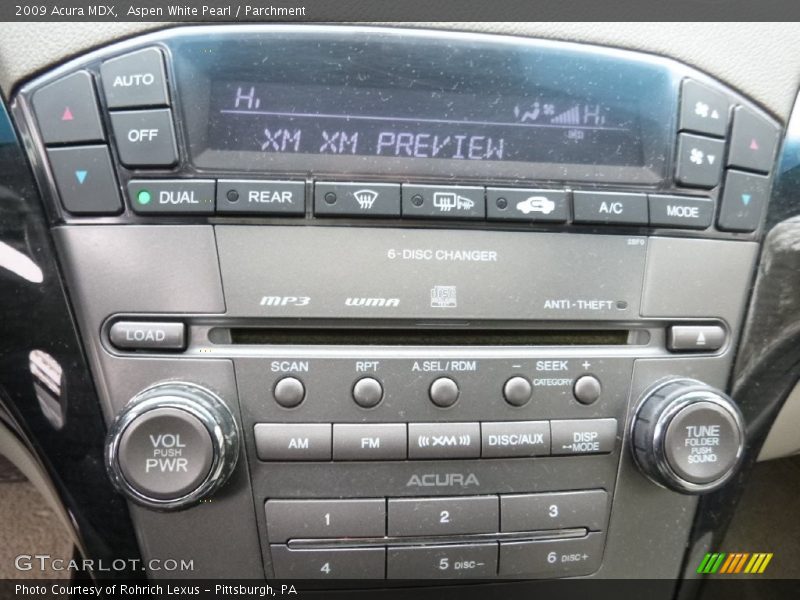 2009 Acura MDX, Aspen White Pearl / Parchment
AUTO
OFF
Hi
Hi
XM XM PREVIEW
DUAL
REAR
A/C
MODE
6-DISC CHANGER
MP3
WMA
ANTI-THEFT
LOAD
SCAN
RPT
A.SEL/RDM
– SEEK +
CATEGORY
VOL
PUSH
PWR
AM
FM
XM
DISC/AUX
DISP
MODE
TUNE
FOLDER
PUSH
SOUND
ACURA
1
2
3
4
5 DISC–
6 DISC+
GTCARLOT.COM
Photo Courtesy of Rohrich Lexus – Pittsburgh, PA